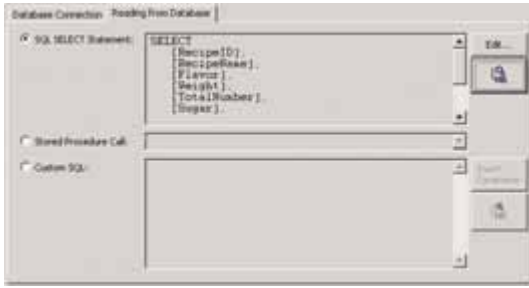 Database Connection Reading From Database
SQL SELECT Statement:
SELECT
[RecipeID],
[RecipeName],
[Flavor],
[Weight],
[TotalNumber],
[Sugar],
Edit...
Stored Procedure Call:
Custom SQL:
Insert